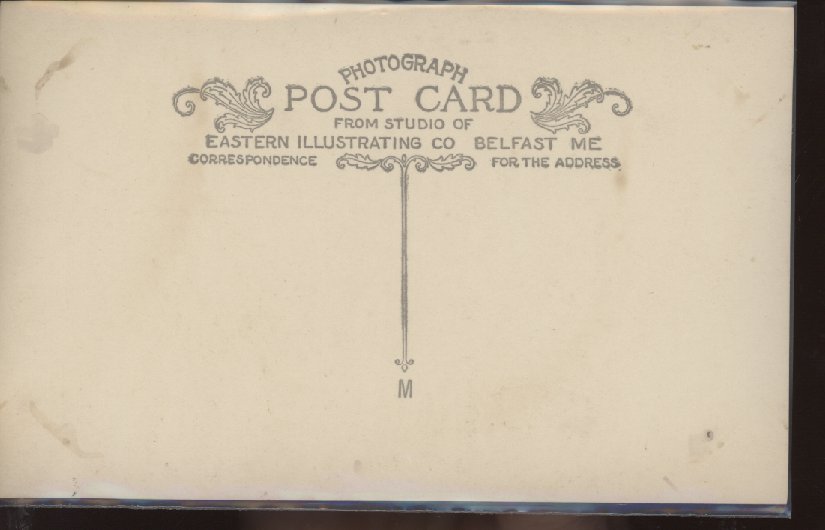 PHOTOGRAPH
POST CARD
FROM STUDIO OF
EASTERN ILLUSTRATING CO BELFAST ME
CORRESPONDENCE FOR THE ADDRESS
M